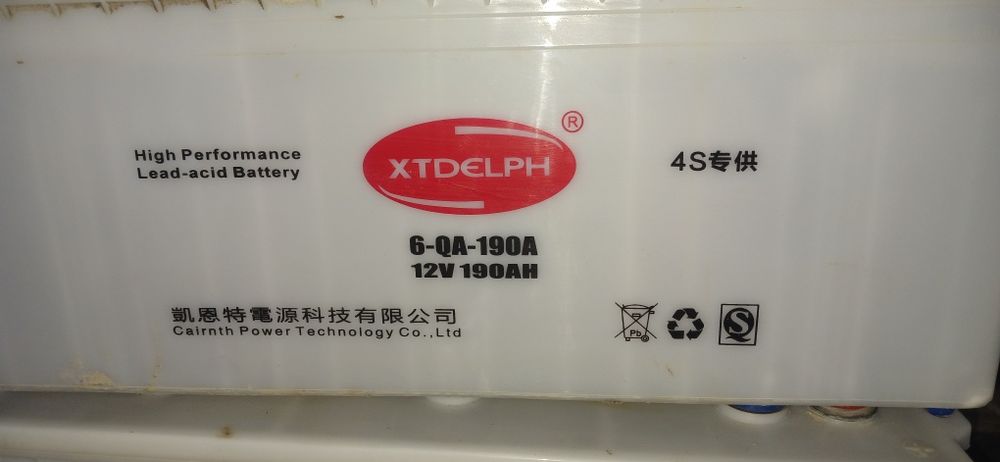 High Performance
Lead-acid Battery
XTDELPH
®
4S专供
6-QA-190A
12V 190AH
凱恩特電源科技有限公司
Cairnth Power Technology Co.,Ltd
Pb
S